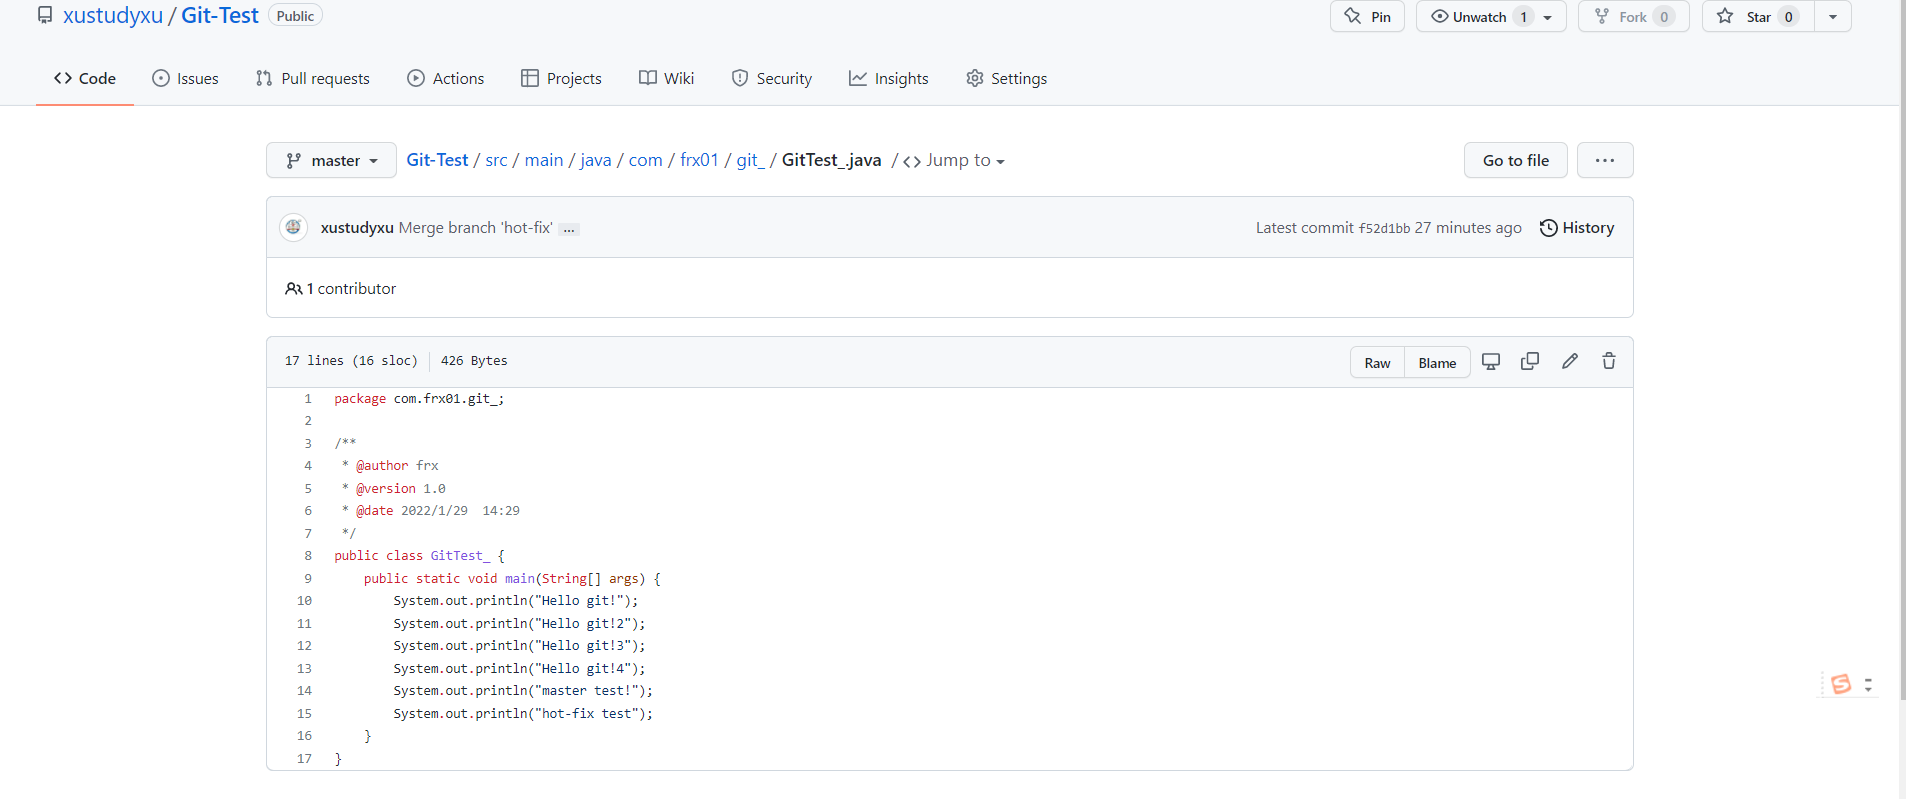 xustudyxu / Git-Test Public Pin Unwatch 1 Fork 0 Star 0
Code Issues Pull requests Actions Projects Wiki Security Insights Settings
master Git-Test / src / main / java / com / frx01 / git_ / GitTest_.java / <> Jump to Go to file ...
xustudyxu Merge branch 'hot-fix' ... Latest commit f52d1bb 27 minutes ago History
1 contributor
17 lines (16 sloc) 426 Bytes Raw Blame
1 package com.frx01.git_;
2
3 /**
4  * @author frx
5  * @version 1.0
6  * @date 2022/1/29  14:29
7  */
8 public class GitTest_ {
9     public static void main(String[] args) {
10         System.out.println("Hello git!");
11         System.out.println("Hello git!2");
12         System.out.println("Hello git!3");
13         System.out.println("Hello git!4");
14         System.out.println("master test!");
15         System.out.println("hot-fix test");
16     }
17 }
S